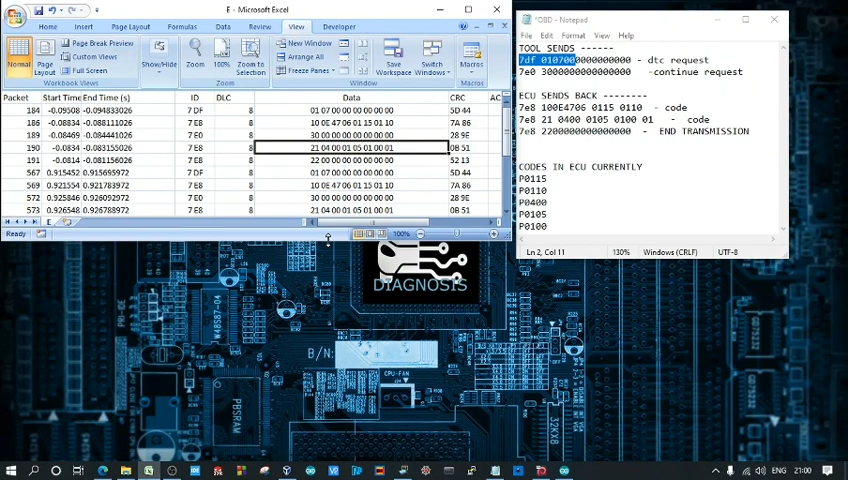 E - Microsoft Excel
Home Insert Page Layout Formulas Data Review View Developer
Normal
Page Layout
Page Break Preview
Custom Views
Full Screen
Workbook Views
Show/Hide
Zoom
100%
Zoom to Selection
Zoom
New Window
Arrange All
Freeze Panes
Save Workspace
Switch Windows
Window
Macros
Macros
Packet Start Time End Time (s) ID DLC Data CRC AC
184 -0.09508 -0.094833026 7 DF 8 01 07 00 00 00 00 00 00 5D 44
186 -0.08886 -0.088111026 7 E8 8 10 0E 47 06 01 15 01 10 7A 86
189 -0.08469 -0.084441026 7 E0 8 30 00 00 00 00 00 00 00 28 9E
190 -0.0834 -0.083155026 7 E8 8 21 04 00 01 05 01 00 01 0B 51
191 -0.0814 -0.081156026 7 E8 8 22 00 00 00 00 00 00 00 52 13
567 0.915452 0.915695972 7 DF 8 01 07 00 00 00 00 00 00 5D 44
569 0.921554 0.921783972 7 E8 8 10 0E 47 06 01 15 01 10 7A 86
572 0.925846 0.926092972 7 E0 8 30 00 00 00 00 00 00 00 28 9E
573 0.926548 0.926788972 7 E8 8 21 04 00 01 05 01 00 01 0B 51
E
Ready 100%
*OBD - Notepad
File Edit Format View Help
TOOL SENDS ------
7df 0107000000000000 - dtc request
7e0 3000000000000000 -continue request
ECU SENDS BACK --------
7e8 100E4706 0115 0110 - code
7e8 21 0400 0105 0100 01 - code
7e8 2200000000000000 - END TRANSMISSION
CODES IN ECU CURRENTLY
P0115
P0110
P0400
P0105
P0100
Ln 2, Col 11 130% Windows (CRLF) UTF-8
DIAGNOSIS
PRI-DE
W48S87-04
B/N:
CPU-FAN
PBSRAM
32KX8
ENG 21:00